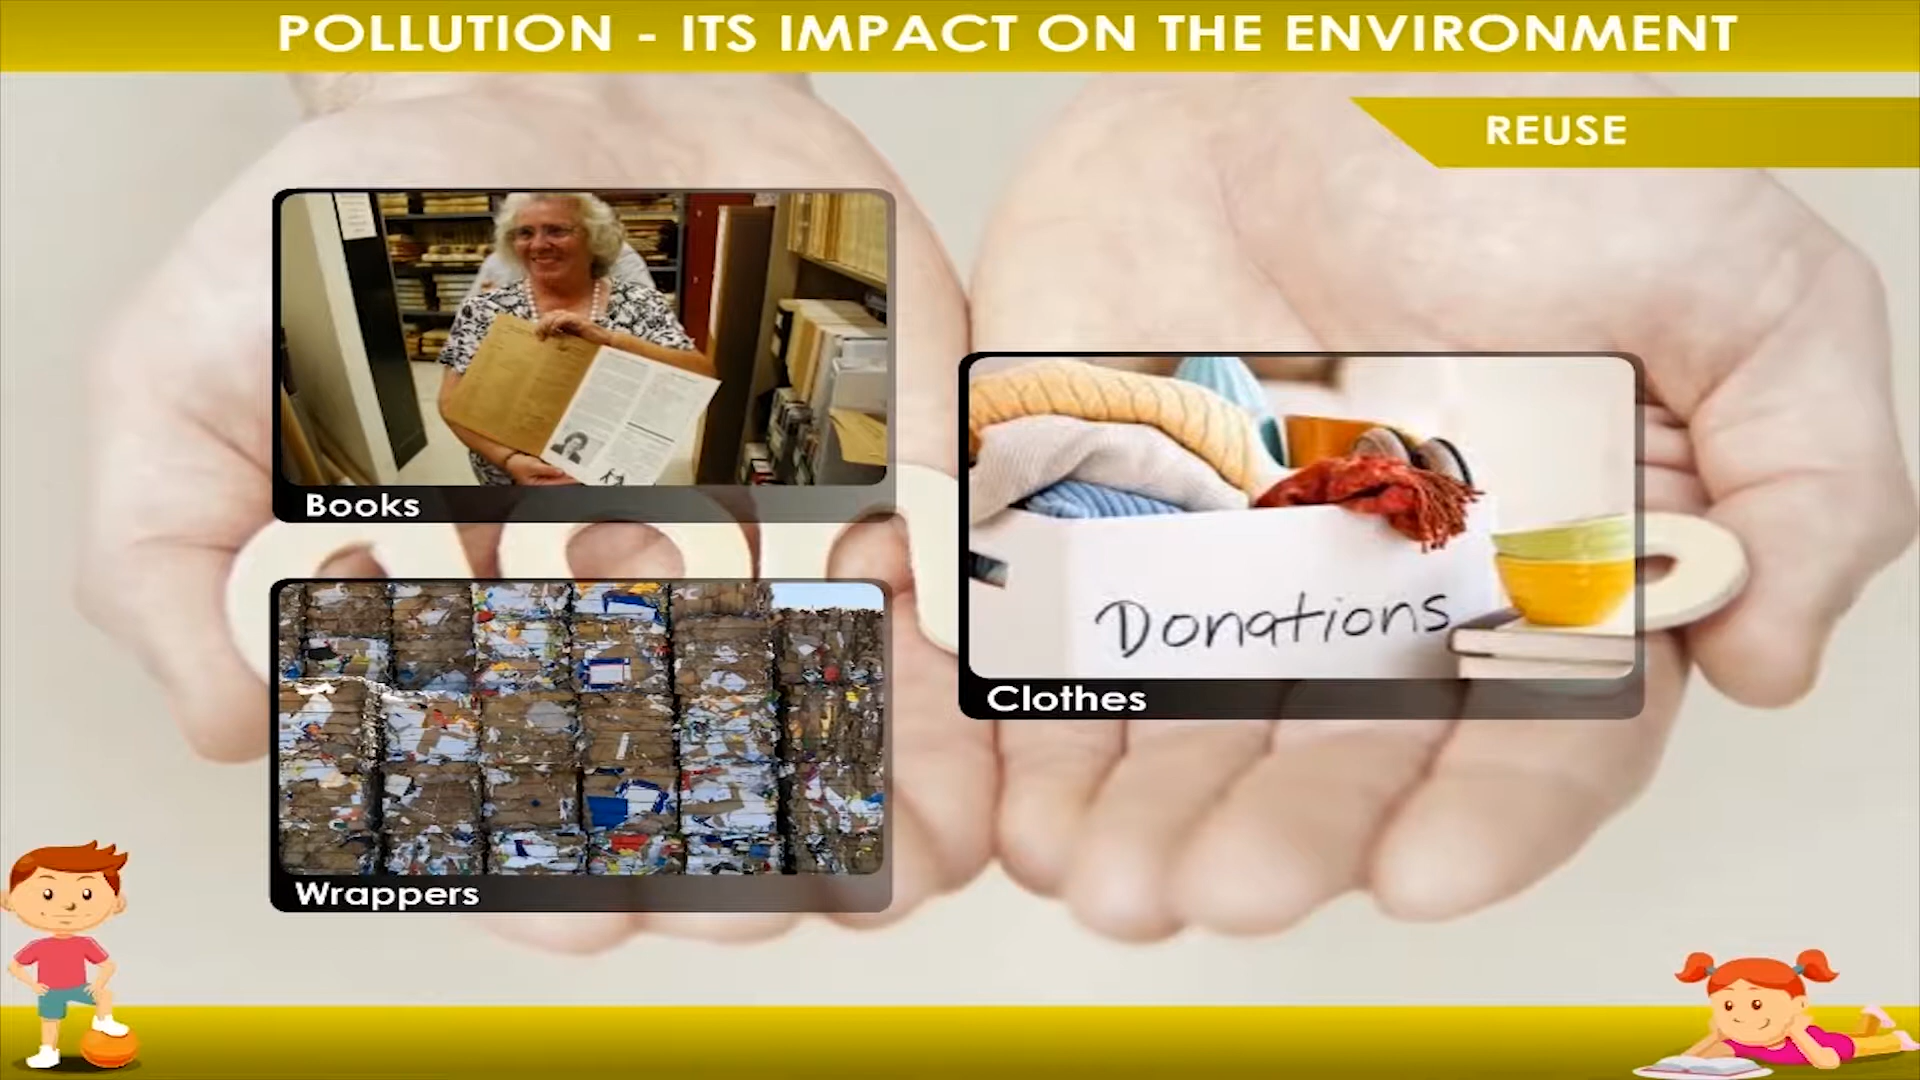 POLLUTION - ITS IMPACT ON THE ENVIRONMENT
REUSE
Books
Donations
Clothes
Wrappers